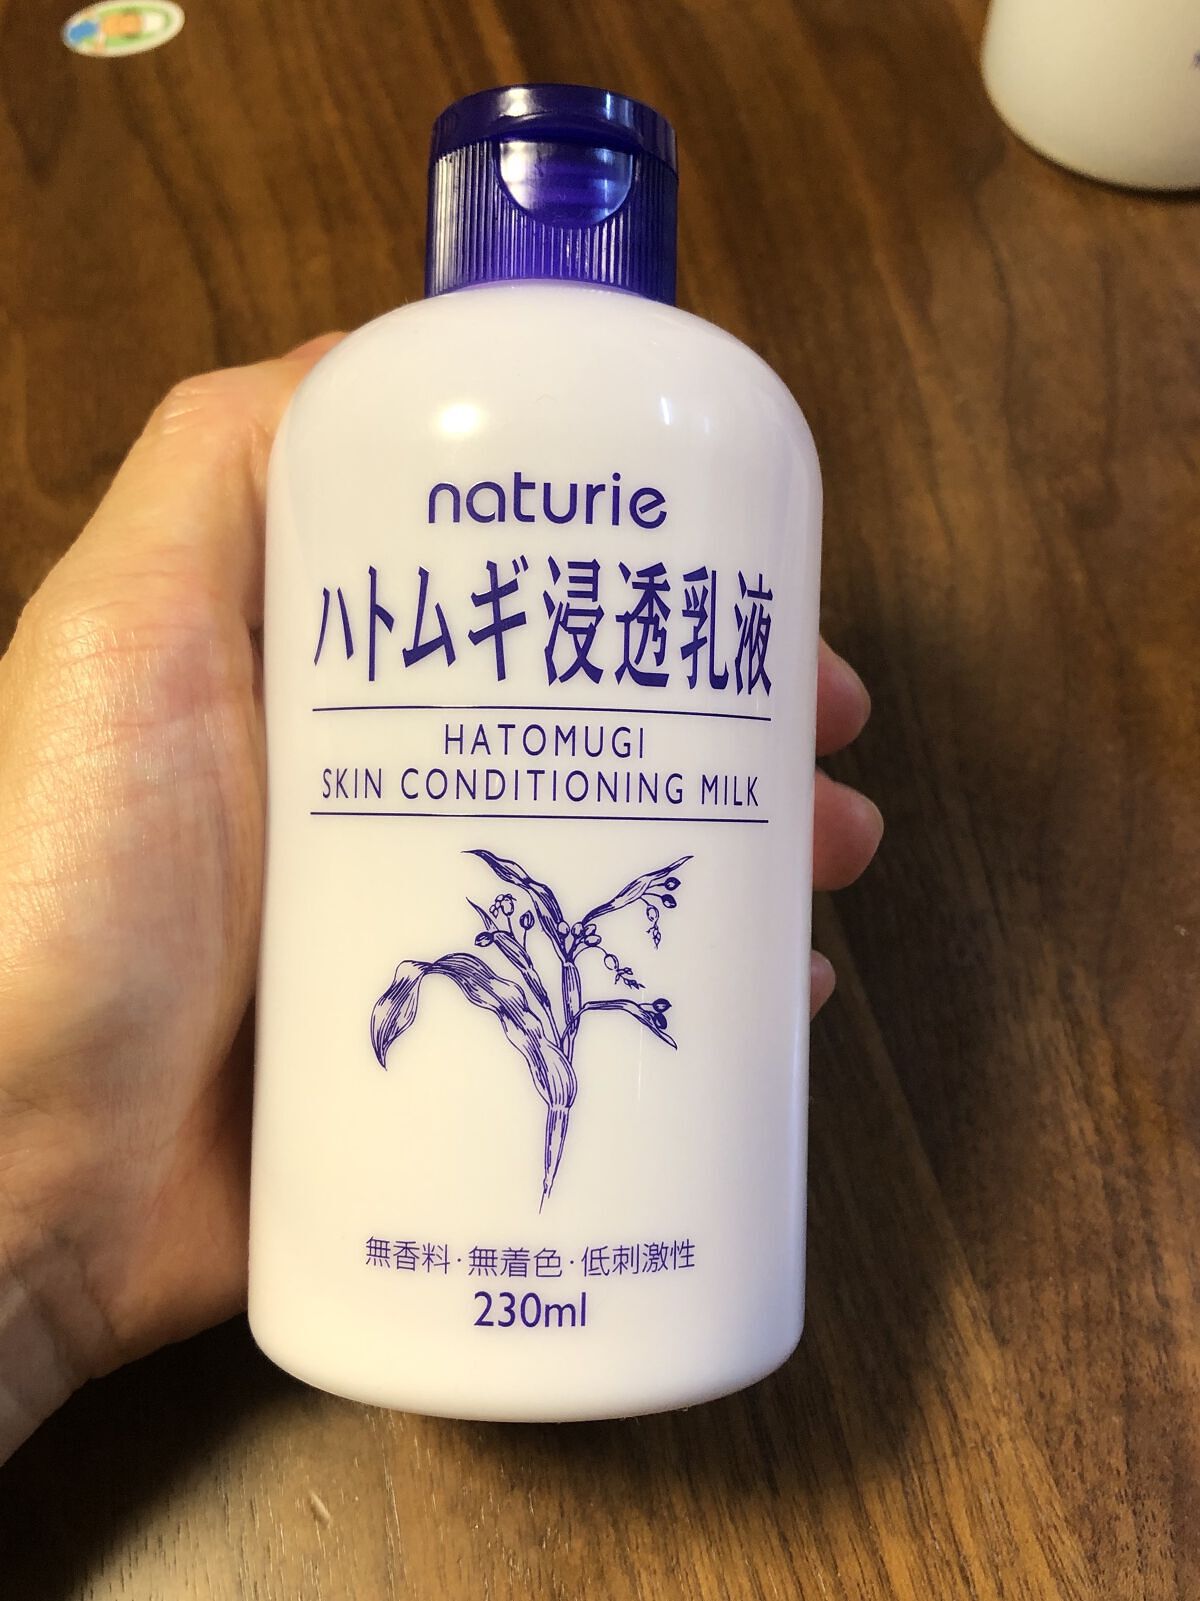 naturie
ハトムギ浸透乳液
HATOMUGI
SKIN CONDITIONING MILK
無香料・無着色・低刺激性
230ml